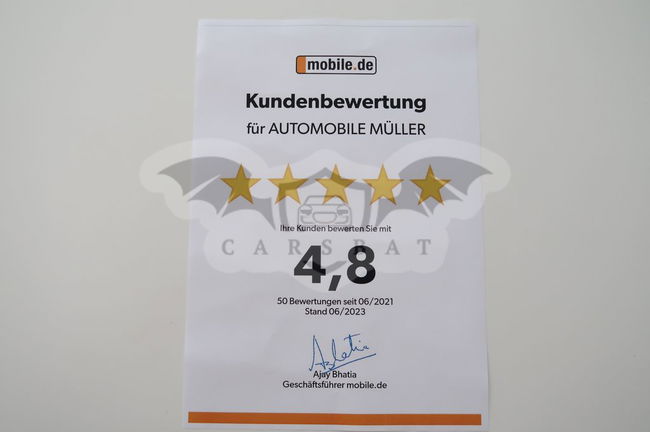 mobile.de
Kundenbewertung
für AUTOMOBILE MÜLLER
CARSBAT
Ihre Kunden bewerten Sie mit
4,8
50 Bewertungen seit 06/2021
Stand 06/2023
Ajay Bhatia
Geschäftsführer mobile.de